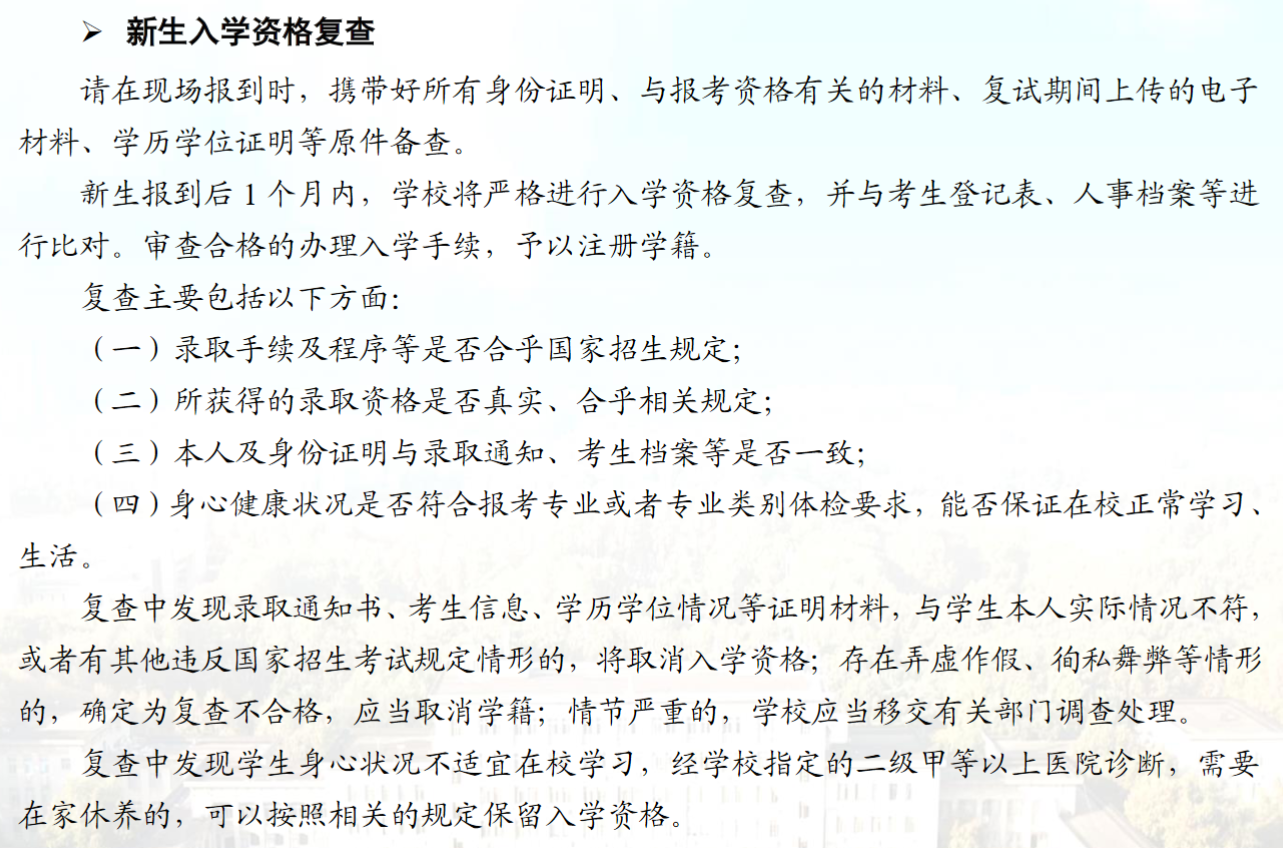 ➢ 新生入学资格复查
请在现场报到时，携带好所有身份证明、与报考资格有关的材料、复试期间上传的电子
材料、学历学位证明等原件备查。
新生报到后 1 个月内，学校将严格进行入学资格复查，并与考生登记表、人事档案等进
行比对。审查合格的办理入学手续，予以注册学籍。
复查主要包括以下方面：
（一）录取手续及程序等是否合乎国家招生规定；
（二）所获得的录取资格是否真实、合乎相关规定；
（三）本人及身份证明与录取通知、考生档案等是否一致；
（四）身心健康状况是否符合报考专业或者专业类别体检要求，能否保证在校正常学习、
生活。
复查中发现录取通知书、考生信息、学历学位情况等证明材料，与学生本人实际情况不符，
或者有其他违反国家招生考试规定情形的，将取消入学资格；存在弄虚作假、徇私舞弊等情形
的，确定为复查不合格，应当取消学籍；情节严重的，学校应当移交有关部门调查处理。
复查中发现学生身心状况不适宜在校学习，经学校指定的二级甲等以上医院诊断，需要
在家休养的，可以按照相关的规定保留入学资格。